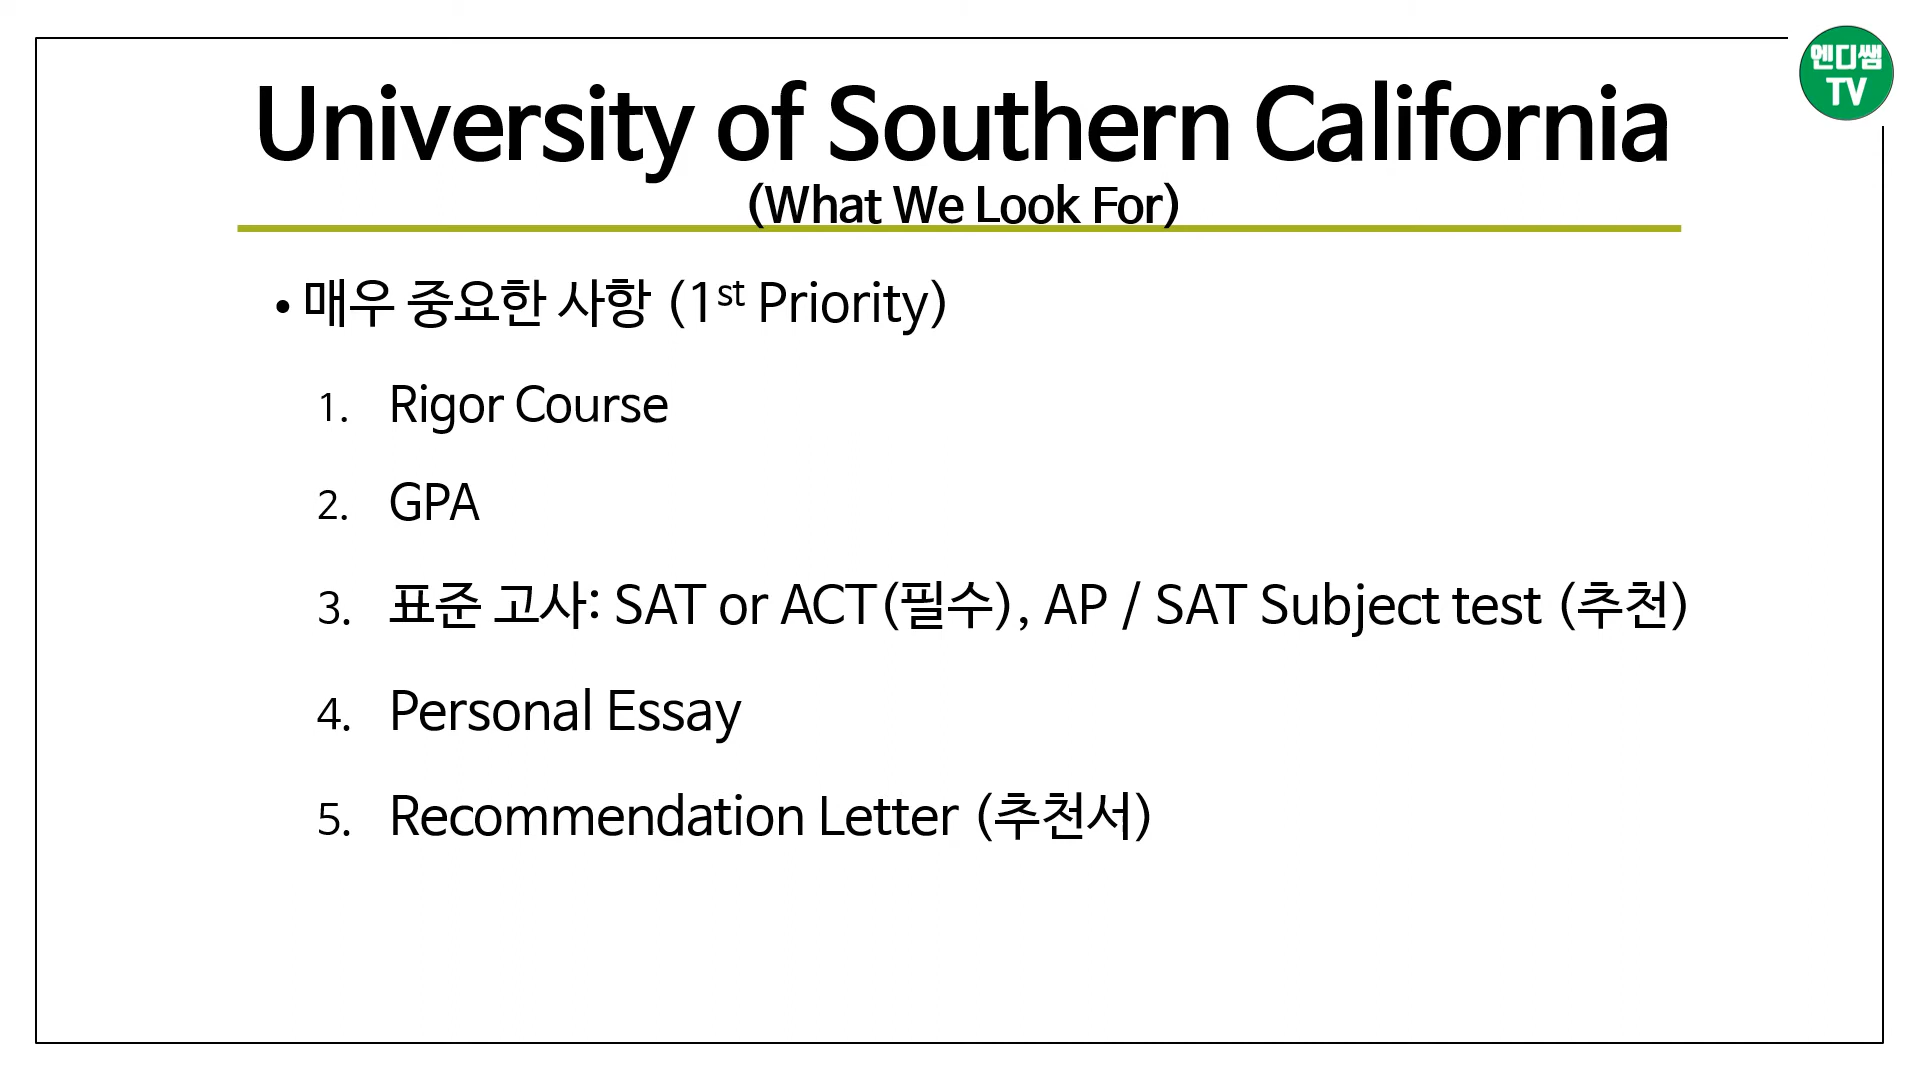 엔디쌤
TV
University of Southern California
(What We Look For)
• 매우 중요한 사항 (1st Priority)
1. Rigor Course
2. GPA
3. 표준 고사: SAT or ACT(필수), AP / SAT Subject test (추천)
4. Personal Essay
5. Recommendation Letter (추천서)